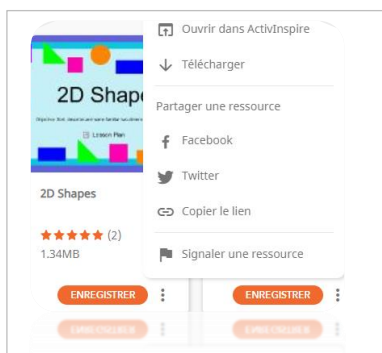 Ouvrir dans ActivInspire
Télécharger
Partager une ressource
Facebook
Twitter
Copier le lien
Signaler une ressource
2D Shap
Lesson Plan
2D Shapes
(2)
1.34MB
ENREGISTRER
ENREGISTRER